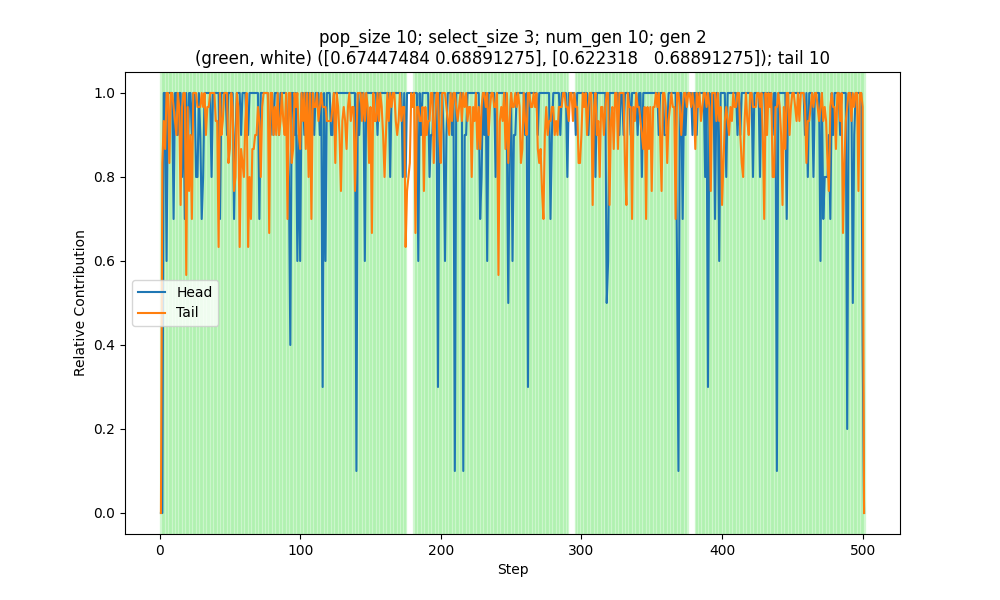 pop_size 10; select_size 3; num_gen 10; gen 2
(green, white) ([0.67447484 0.68891275], [0.622318   0.68891275]); tail 10
1.0
0.8
0.6
0.4
0.2
0.0
Relative Contribution
Head
Tail
0
100
200
300
400
500
Step